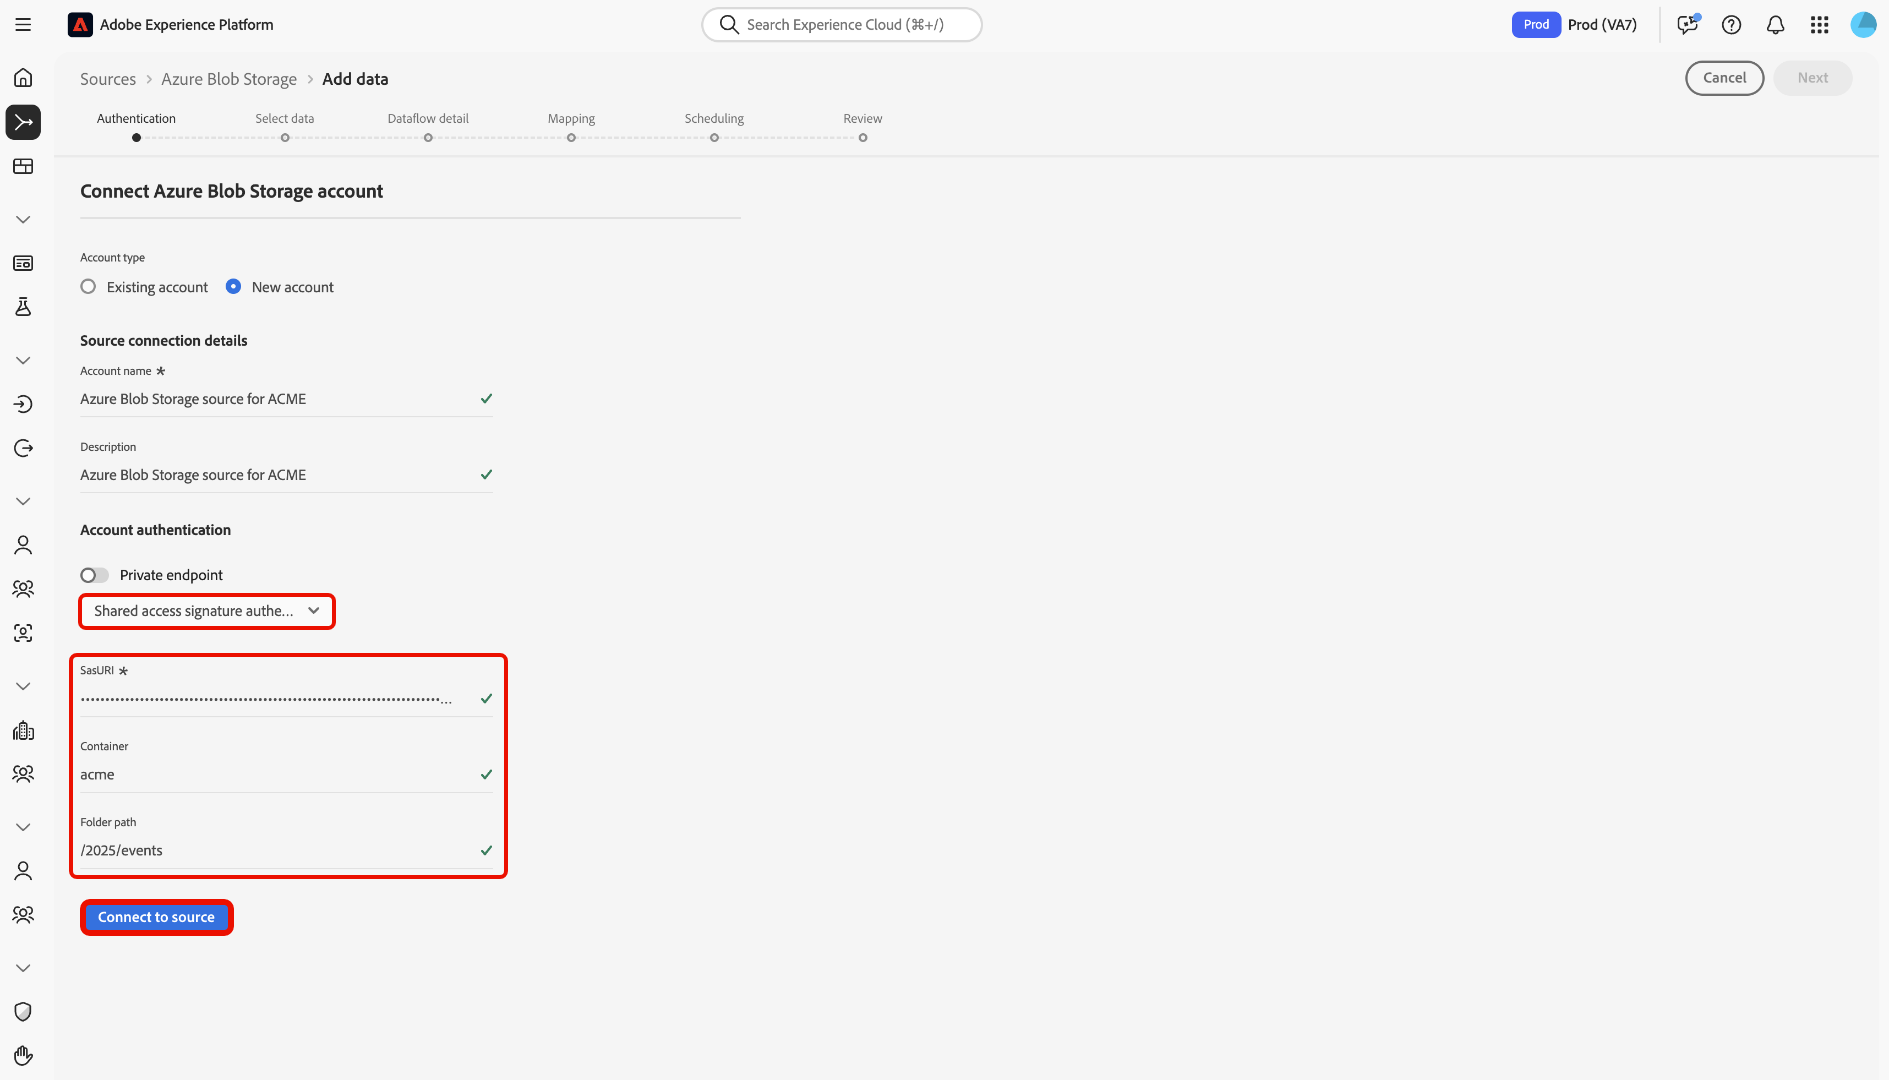 Adobe Experience Platform
Search Experience Cloud (⌘+/)
Prod Prod (VA7)
Sources > Azure Blob Storage > Add data
Cancel Next
Authentication Select data Dataflow detail Mapping Scheduling Review
Connect Azure Blob Storage account
Account type
Existing account New account
Source connection details
Account name *
Azure Blob Storage source for ACME
Description
Azure Blob Storage source for ACME
Account authentication
Private endpoint
Shared access signature authe...
SasURI *
Container
acme
Folder path
/2025/events
Connect to source